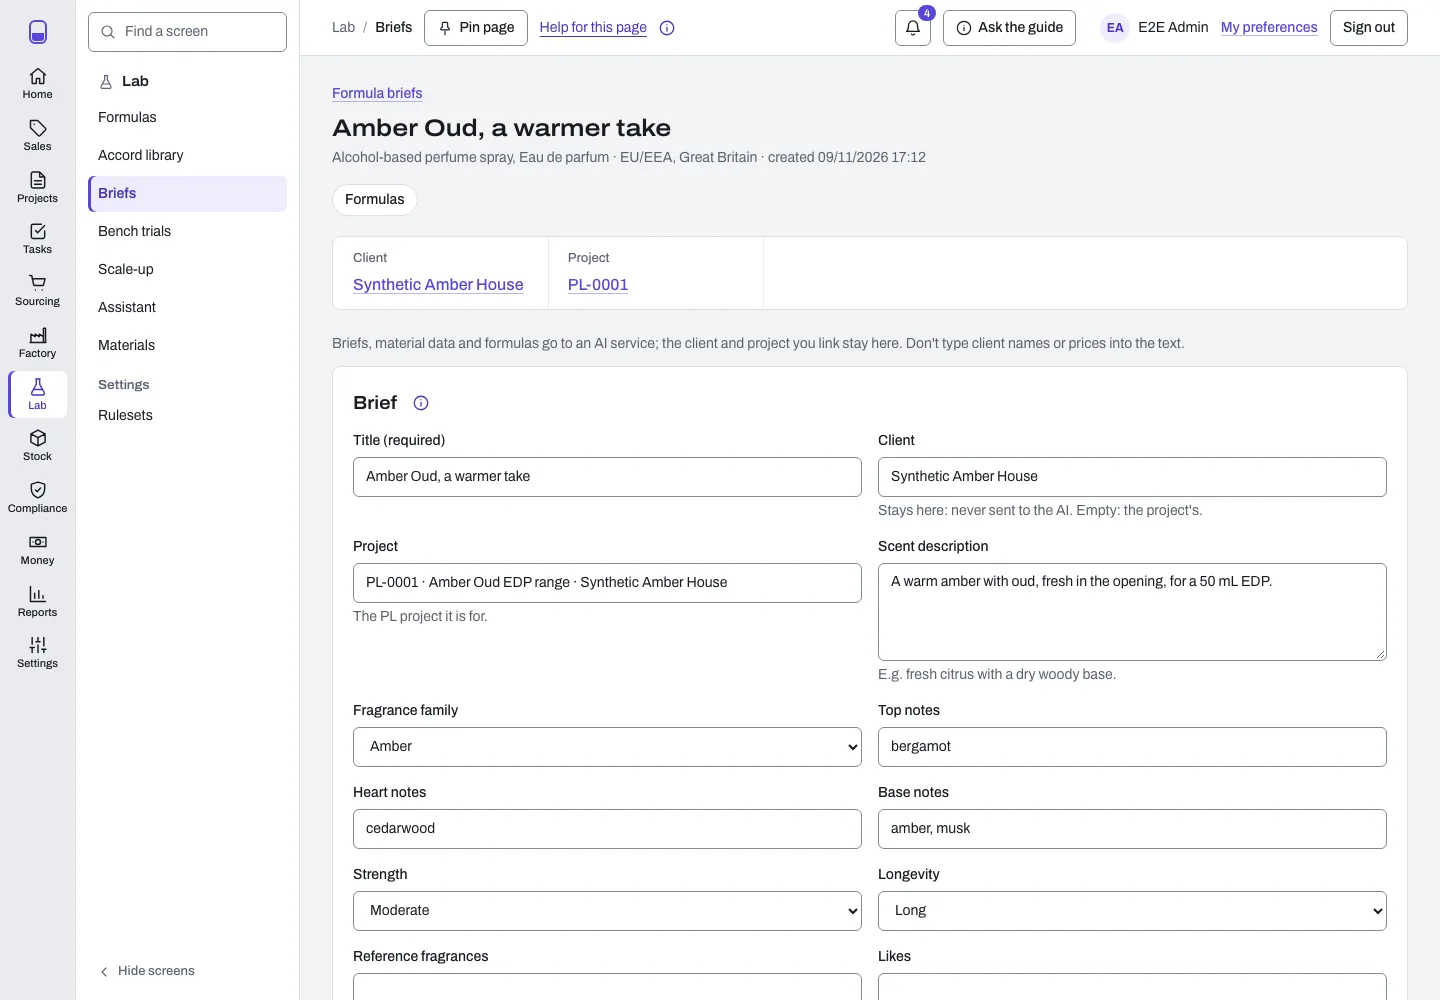 Find a screen
Lab / Briefs
Pin page
Help for this page
4
Ask the guide
EA
E2E Admin
My preferences
Sign out
Home
Sales
Projects
Tasks
Sourcing
Factory
Lab
Stock
Compliance
Money
Reports
Settings
Lab
Formulas
Accord library
Briefs
Bench trials
Scale-up
Assistant
Materials
Settings
Rulesets
Hide screens
Formula briefs
Amber Oud, a warmer take
Alcohol-based perfume spray, Eau de parfum · EU/EEA, Great Britain · created 09/11/2026 17:12
Formulas
Client
Synthetic Amber House
Project
PL-0001
Briefs, material data and formulas go to an AI service; the client and project you link stay here. Don't type client names or prices into the text.
Brief
Title (required)
Amber Oud, a warmer take
Client
Synthetic Amber House
Stays here: never sent to the AI. Empty: the project's.
Project
PL-0001 · Amber Oud EDP range · Synthetic Amber House
The PL project it is for.
Scent description
A warm amber with oud, fresh in the opening, for a 50 mL EDP.
E.g. fresh citrus with a dry woody base.
Fragrance family
Amber
Top notes
bergamot
Heart notes
cedarwood
Base notes
amber, musk
Strength
Moderate
Longevity
Long
Reference fragrances
Likes